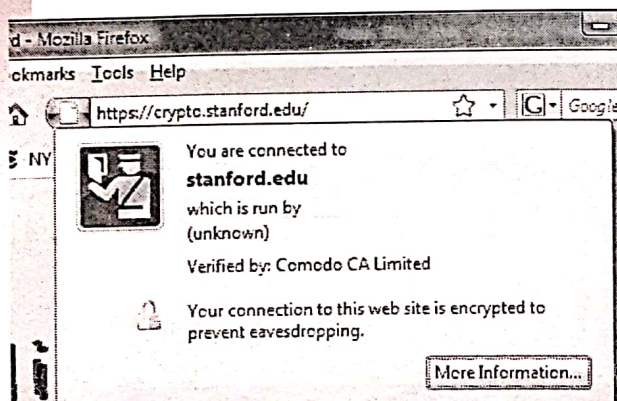 d - Mozilla Firefox
okmarks Tools Help
https://crypto.stanford.edu/
G
Google
NY
You are connected to
stanford.edu
which is run by
(unknown)
Verified by: Comodo CA Limited
Your connection to this web site is encrypted to
prevent eavesdropping.
More Information...